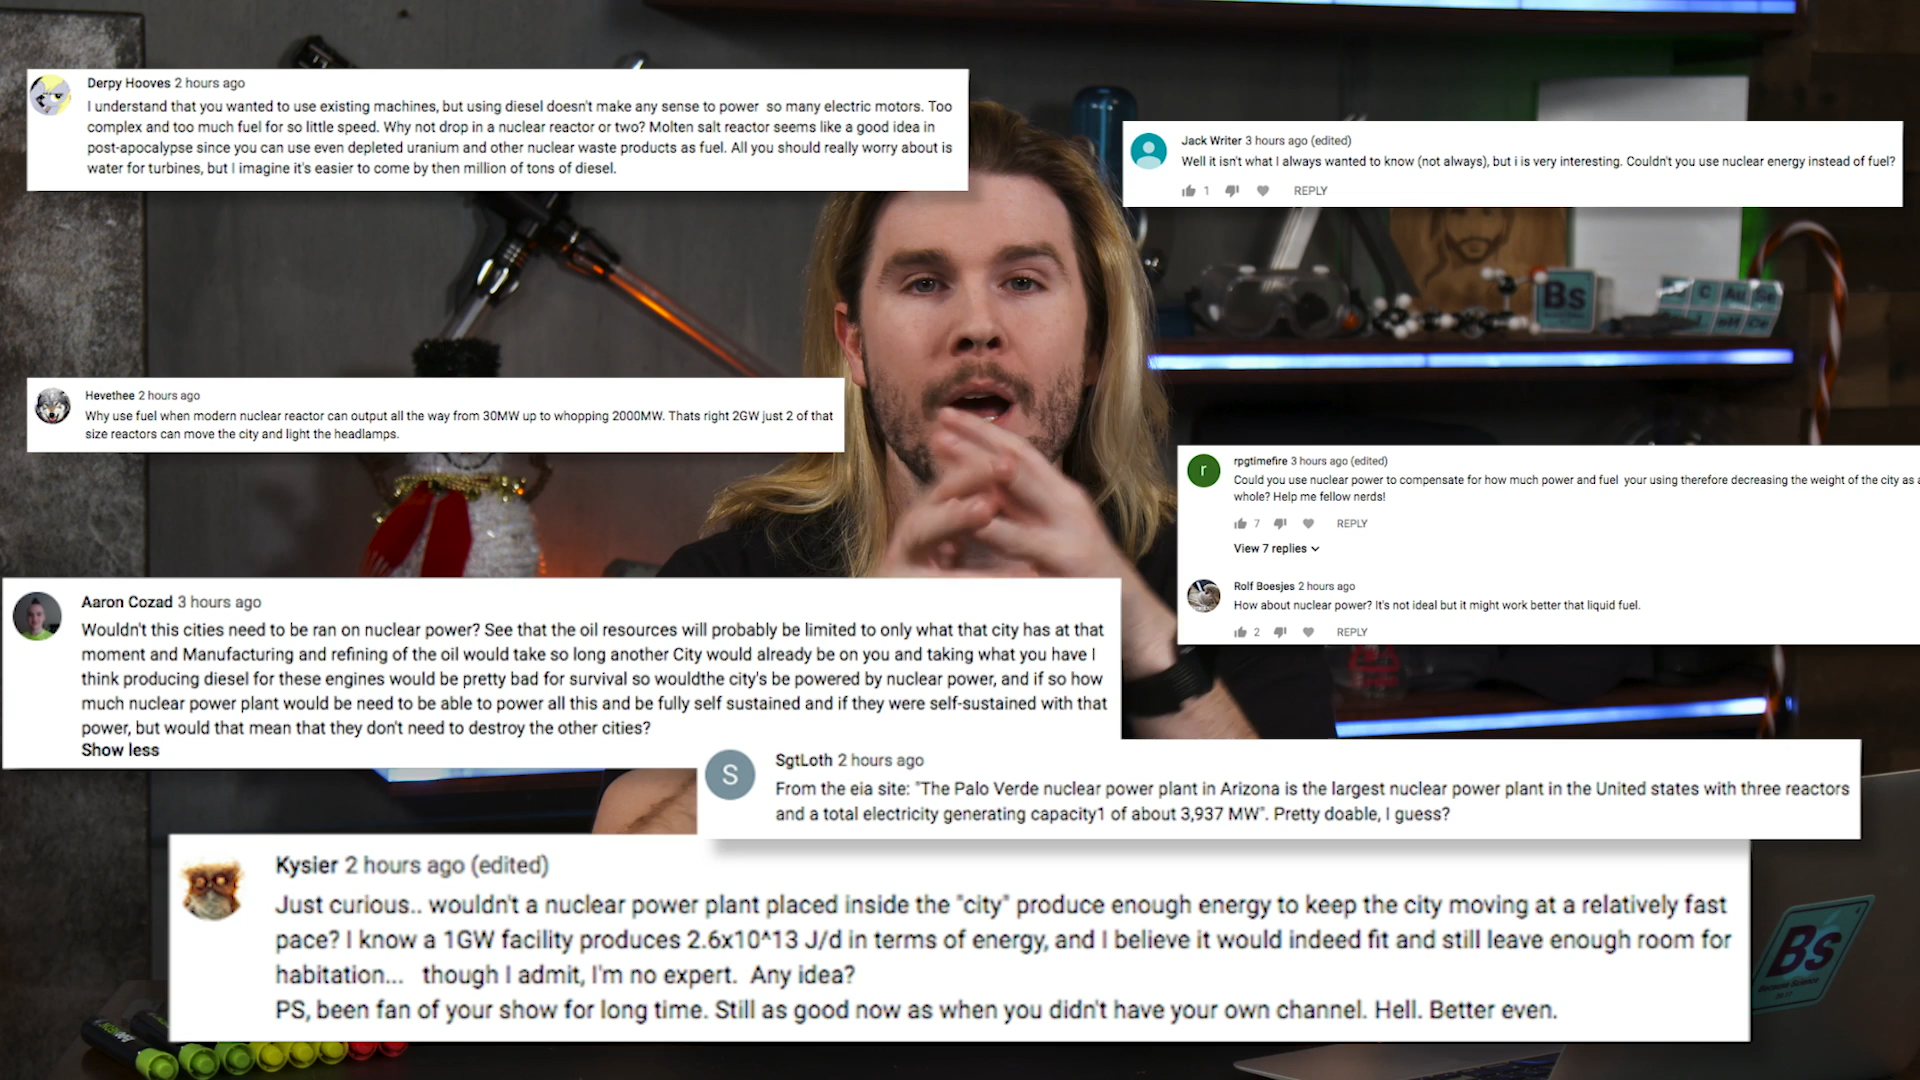 Derpy Hooves 2 hours ago
I understand that you wanted to use existing machines, but using diesel doesn't make any sense to power so many electric motors. Too
complex and too much fuel for so little speed. Why not drop in a nuclear reactor or two? Molten salt reactor seems like a good idea in
post-apocalypse since you can use even depleted uranium and other nuclear waste products as fuel. All you should really worry about is
water for turbines, but I imagine it's easier to come by then million of tons of diesel.
Jack Writer 3 hours ago (edited)
Well it isn't what I always wanted to know (not always), but i is very interesting. Couldn't you use nuclear energy instead of fuel?
1 REPLY
Bs
C Au Se
Hevethee 2 hours ago
Why use fuel when modern nuclear reactor can output all the way from 30MW up to whopping 2000MW. Thats right 2GW just 2 of that
size reactors can move the city and light the headlamps.
r
rpgtimefire 3 hours ago (edited)
Could you use nuclear power to compensate for how much power and fuel your using therefore decreasing the weight of the city as a
whole? Help me fellow nerds!
7 REPLY
View 7 replies
Rolf Boesjes 2 hours ago
How about nuclear power? It's not ideal but it might work better that liquid fuel.
2 REPLY
Aaron Cozad 3 hours ago
Wouldn't this cities need to be ran on nuclear power? See that the oil resources will probably be limited to only what that city has at that
moment and Manufacturing and refining of the oil would take so long another City would already be on you and taking what you have I
think producing diesel for these engines would be pretty bad for survival so wouldthe city's be powered by nuclear power, and if so how
much nuclear power plant would be need to be able to power all this and be fully self sustained and if they were self-sustained with that
power, but would that mean that they don't need to destroy the other cities?
Show less
S
SgtLoth 2 hours ago
From the eia site: "The Palo Verde nuclear power plant in Arizona is the largest nuclear power plant in the United states with three reactors
and a total electricity generating capacity1 of about 3,937 MW". Pretty doable, I guess?
Kysier 2 hours ago (edited)
Just curious.. wouldn't a nuclear power plant placed inside the "city" produce enough energy to keep the city moving at a relatively fast
pace? I know a 1GW facility produces 2.6x10^13 J/d in terms of energy, and I believe it would indeed fit and still leave enough room for
habitation... though I admit, I'm no expert. Any idea?
PS, been fan of your show for long time. Still as good now as when you didn't have your own channel. Hell. Better even.
Bs
Because Science